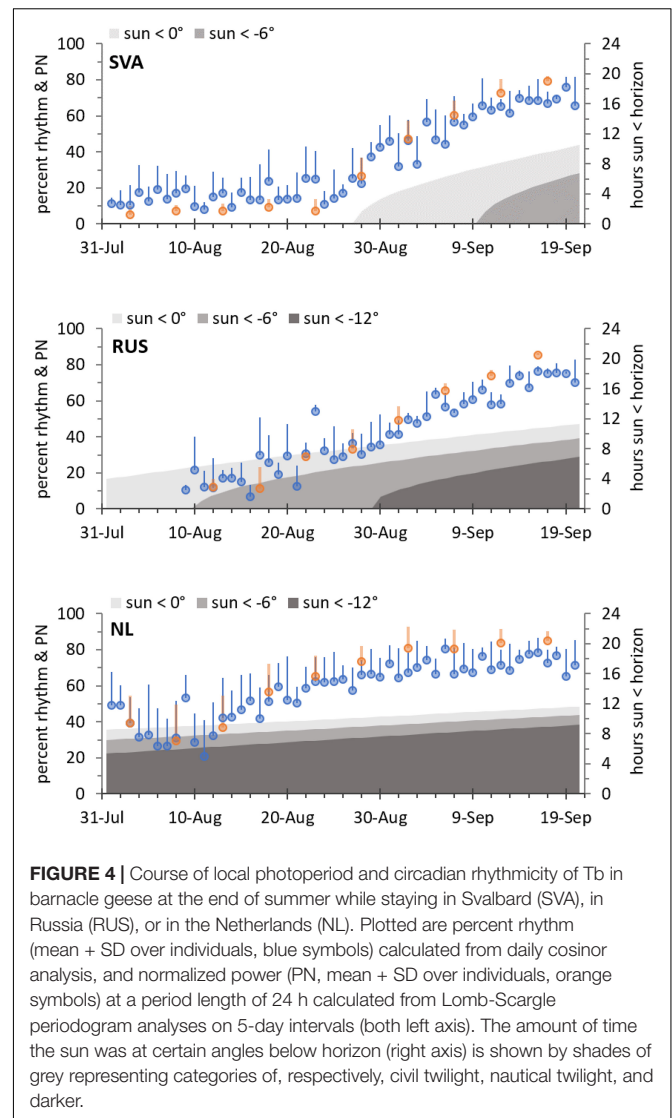 sun < 0° sun < -6°
SVA
percent rhythm & PN
100
80
60
40
20
0
24
20
16
12
8
4
0
hours sun < horizon
31-Jul 10-Aug 20-Aug 30-Aug 9-Sep 19-Sep
sun < 0° sun < -6° sun < -12°
RUS
percent rhythm & PN
100
80
60
40
20
0
24
20
16
12
8
4
0
hours sun < horizon
31-Jul 10-Aug 20-Aug 30-Aug 9-Sep 19-Sep
sun < 0° sun < -6° sun < -12°
NL
percent rhythm & PN
100
80
60
40
20
0
24
20
16
12
8
4
0
hours sun < horizon
31-Jul 10-Aug 20-Aug 30-Aug 9-Sep 19-Sep
FIGURE 4 | Course of local photoperiod and circadian rhythmicity of Tb in
barnacle geese at the end of summer while staying in Svalbard (SVA), in
Russia (RUS), or in the Netherlands (NL). Plotted are percent rhythm
(mean + SD over individuals, blue symbols) calculated from daily cosinor
analysis, and normalized power (PN, mean + SD over individuals, orange
symbols) at a period length of 24 h calculated from Lomb-Scargle
periodogram analyses on 5-day intervals (both left axis). The amount of time
the sun was at certain angles below horizon (right axis) is shown by shades of
grey representing categories of, respectively, civil twilight, nautical twilight, and
darker.